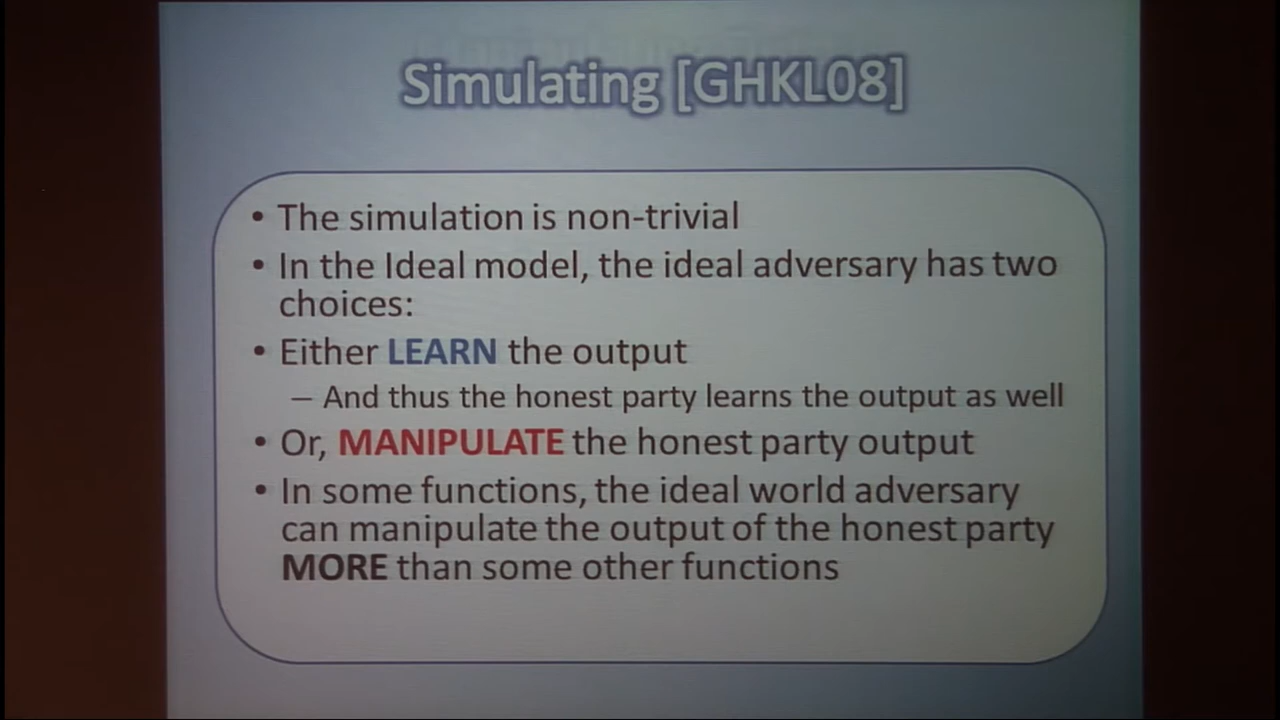 Simulating [GHKL08]
• The simulation is non-trivial
• In the Ideal model, the ideal adversary has two
choices:
• Either LEARN the output
– And thus the honest party learns the output as well
• Or, MANIPULATE the honest party output
• In some functions, the ideal world adversary
can manipulate the output of the honest party
MORE than some other functions